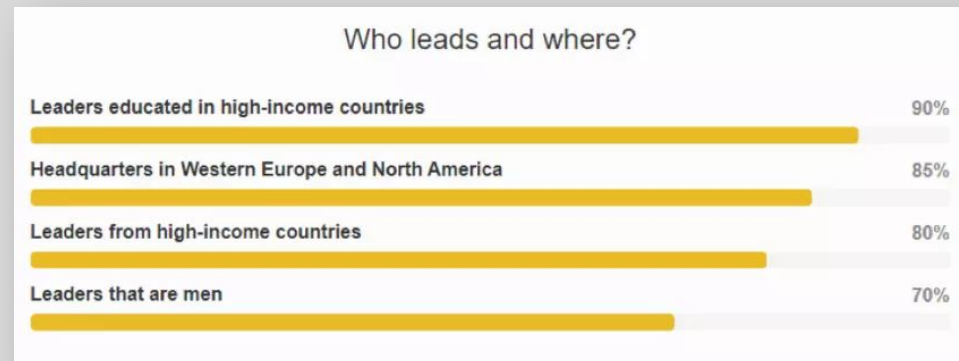 Who leads and where?
Leaders educated in high-income countries 90%
Headquarters in Western Europe and North America 85%
Leaders from high-income countries 80%
Leaders that are men 70%